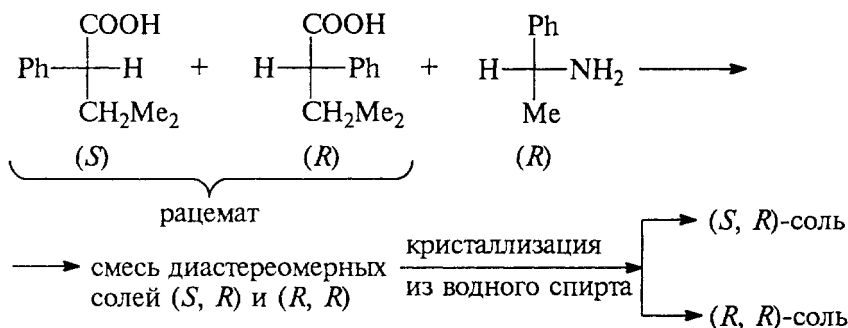 COOH COOH Ph
Ph H + H Ph + H NH₂
CH₂Me₂ CH₂Me₂ Me
(S) (R) (R)
рацемат
(S, R)-соль
смесь диастереомерных кристаллизация
солей (S, R) и (R, R) из водного спирта
(R, R)-соль